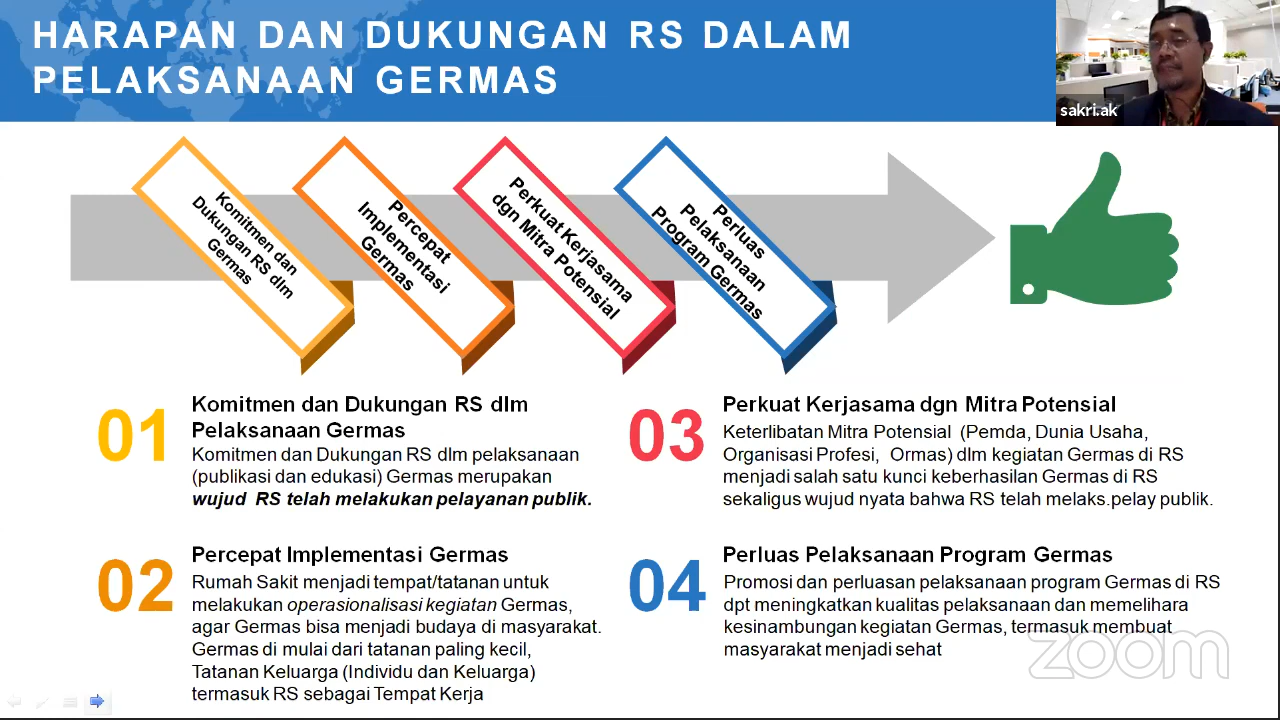 HARAPAN DAN DUKUNGAN RS DALAM
PELAKSANAAN GERMAS
sakri.ak
Komitmen dan
Dukungan RS dlm
Germas
Percepat
Implementasi
Germas
Perkuat Kerjasama
dgn Mitra Potensial
Perluas
Pelaksanaan
Program Germas
01
Komitmen dan Dukungan RS dlm
Pelaksanaan Germas
Komitmen dan Dukungan RS dlm pelaksanaan
(publikasi dan edukasi) Germas merupakan
wujud RS telah melakukan pelayanan publik.
02
Percepat Implementasi Germas
Rumah Sakit menjadi tempat/tatanan untuk
melakukan operasionalisasi kegiatan Germas,
agar Germas bisa menjadi budaya di masyarakat.
Germas di mulai dari tatanan paling kecil,
Tatanan Keluarga (Individu dan Keluarga)
termasuk RS sebagai Tempat Kerja
03
Perkuat Kerjasama dgn Mitra Potensial
Keterlibatan Mitra Potensial (Pemda, Dunia Usaha,
Organisasi Profesi, Ormas) dlm kegiatan Germas di RS
menjadi salah satu kunci keberhasilan Germas di RS
sekaligus wujud nyata bahwa RS telah melaks.pelay publik.
04
Perluas Pelaksanaan Program Germas
Promosi dan perluasan pelaksanaan program Germas di RS
dpt meningkatkan kualitas pelaksanaan dan memelihara
kesinambungan kegiatan Germas, termasuk membuat
masyarakat menjadi sehat
zoom